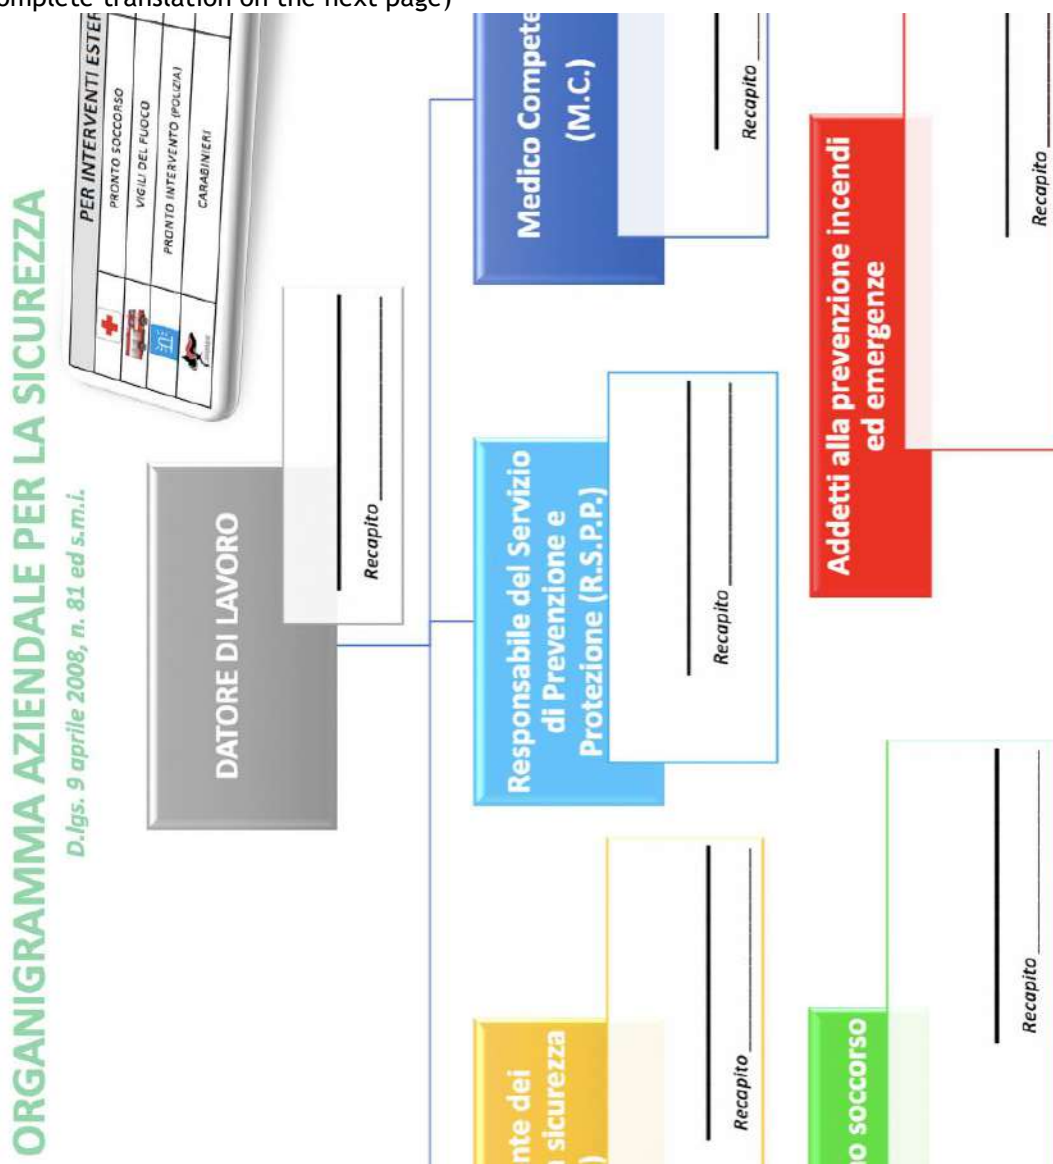 omplete translation on the next page)
ORGANIGRAMMA AZIENDALE PER LA SICUREZZA
D.lgs. 9 aprile 2008, n. 81 ed s.m.i.
PER INTERVENTI ESTER
PRONTO SOCCORSO
VIGILI DEL FUOCO
PRONTO INTERVENTO (POLIZIA)
CARABINIERI
DATORE DI LAVORO
Recapito
nte dei
sicurezza
)
Recapito
Responsabile del Servizio
di Prevenzione e
Protezione (R.S.P.P.)
Recapito
Medico Compete
(M.C.)
Recapito
o soccorso
Recapito
Addetti alla prevenzione incendi
ed emergenze
Recapito